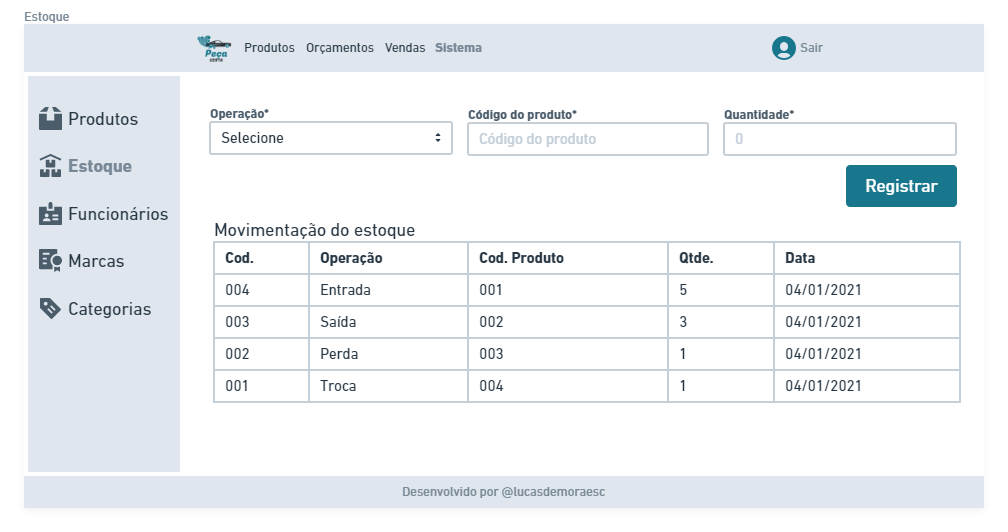 Estoque
Peça
certa
Produtos Orçamentos Vendas Sistema
Sair
Produtos
Estoque
Funcionários
Marcas
Categorias
Operação* Código do produto* Quantidade*
Selecione Código do produto 0
Registrar
Movimentação do estoque
Cod. Operação Cod. Produto Qtde. Data
004 Entrada 001 5 04/01/2021
003 Saída 002 3 04/01/2021
002 Perda 003 1 04/01/2021
001 Troca 004 1 04/01/2021
Desenvolvido por @lucasdemoraesc